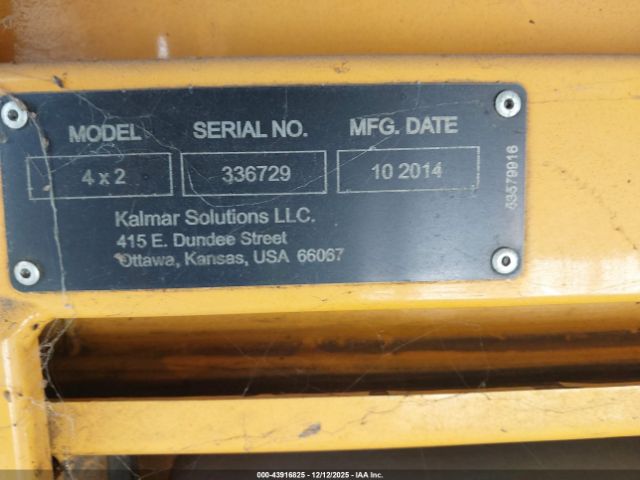 MODEL SERIAL NO. MFG. DATE
4 x 2 336729 10 2014
Kalmar Solutions LLC.
415 E. Dundee Street
Ottawa, Kansas, USA 66067
63579916
000-43916825 - 12/12/2025 - IAA Inc.